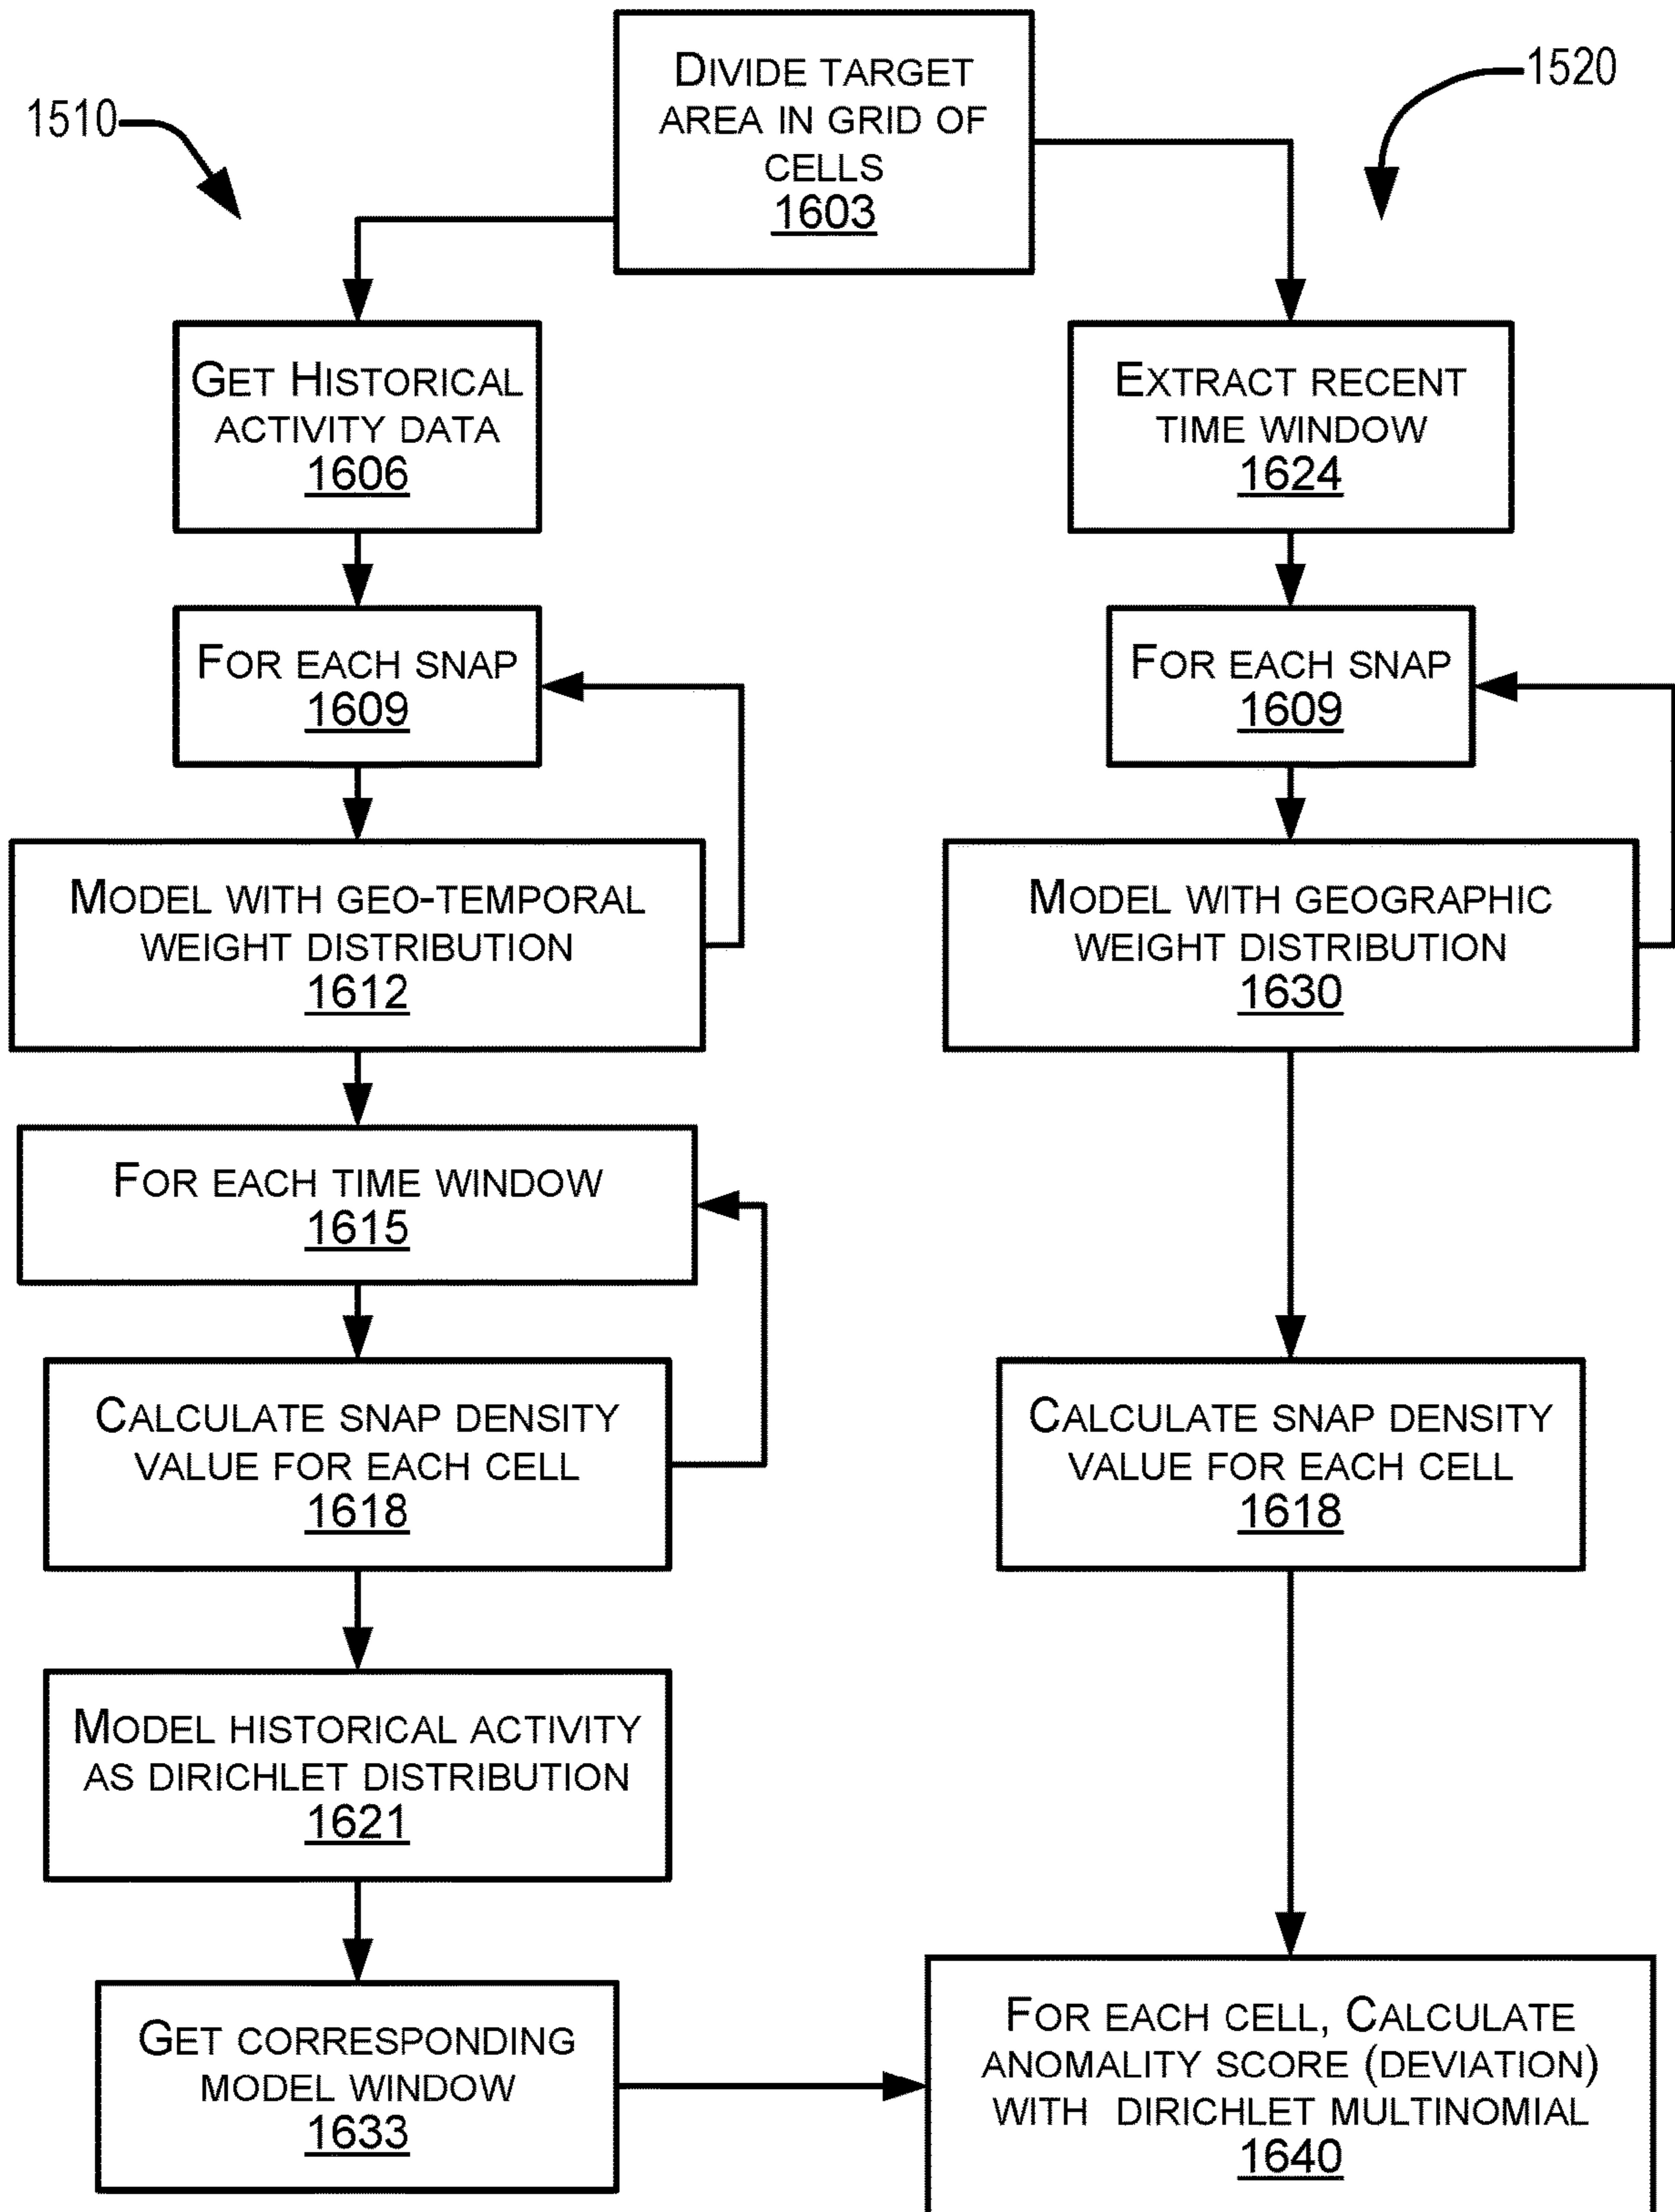 1510
DIVIDE TARGET
AREA IN GRID OF
CELLS
1603
1520
GET HISTORICAL
ACTIVITY DATA
1606
EXTRACT RECENT
TIME WINDOW
1624
FOR EACH SNAP
1609
FOR EACH SNAP
1609
MODEL WITH GEO-TEMPORAL
WEIGHT DISTRIBUTION
1612
MODEL WITH GEOGRAPHIC
WEIGHT DISTRIBUTION
1630
FOR EACH TIME WINDOW
1615
CALCULATE SNAP DENSITY
VALUE FOR EACH CELL
1618
CALCULATE SNAP DENSITY
VALUE FOR EACH CELL
1618
MODEL HISTORICAL ACTIVITY
AS DIRICHLET DISTRIBUTION
1621
GET CORRESPONDING
MODEL WINDOW
1633
FOR EACH CELL, CALCULATE
ANOMALITY SCORE (DEVIATION)
WITH DIRICHLET MULTINOMIAL
1640